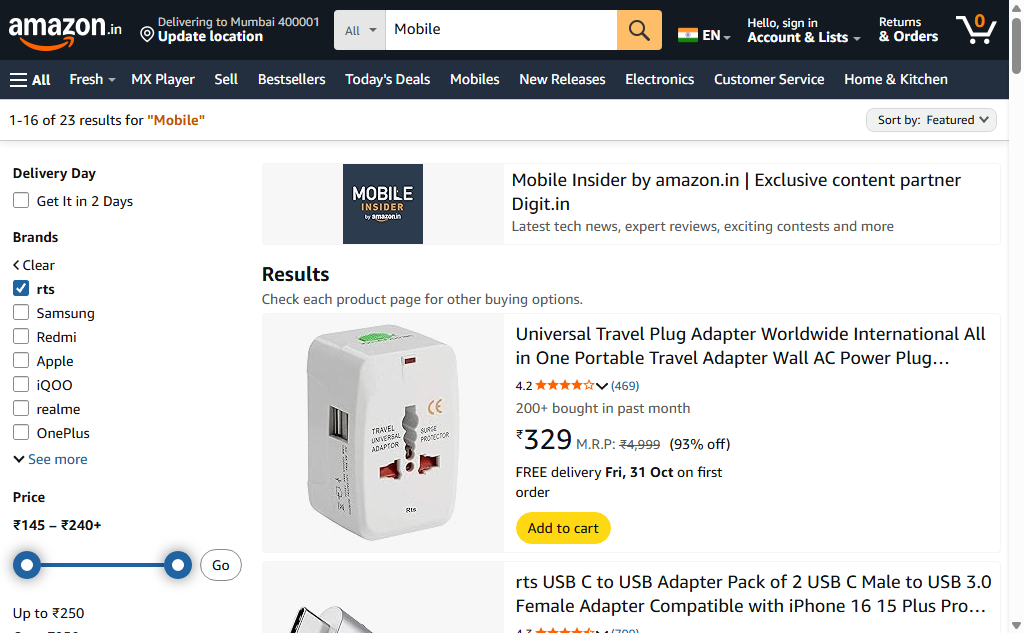 amazon.in
Delivering to Mumbai 400001
Update location
All
Mobile
EN
Hello, sign in
Account & Lists
Returns
& Orders
0
All
Fresh
MX Player
Sell
Bestsellers
Today's Deals
Mobiles
New Releases
Electronics
Customer Service
Home & Kitchen
1-16 of 23 results for "Mobile"
Sort by: Featured
Delivery Day
Get It in 2 Days
Brands
Clear
rts
Samsung
Redmi
Apple
iQOO
realme
OnePlus
See more
Price
₹145 – ₹240+
Go
Up to ₹250
MOBILE
INSIDER
by amazon.in
Mobile Insider by amazon.in | Exclusive content partner
Digit.in
Latest tech news, expert reviews, exciting contests and more
Results
Check each product page for other buying options.
TRAVEL
UNIVERSAL
ADAPTOR
SURGE
PROTECTOR
CE
Rts
Universal Travel Plug Adapter Worldwide International All
in One Portable Travel Adapter Wall AC Power Plug…
4.2 (469)
200+ bought in past month
₹329 M.R.P: ₹4,999 (93% off)
FREE delivery Fri, 31 Oct on first
order
Add to cart
rts USB C to USB Adapter Pack of 2 USB C Male to USB 3.0
Female Adapter Compatible with iPhone 16 15 Plus Pro…